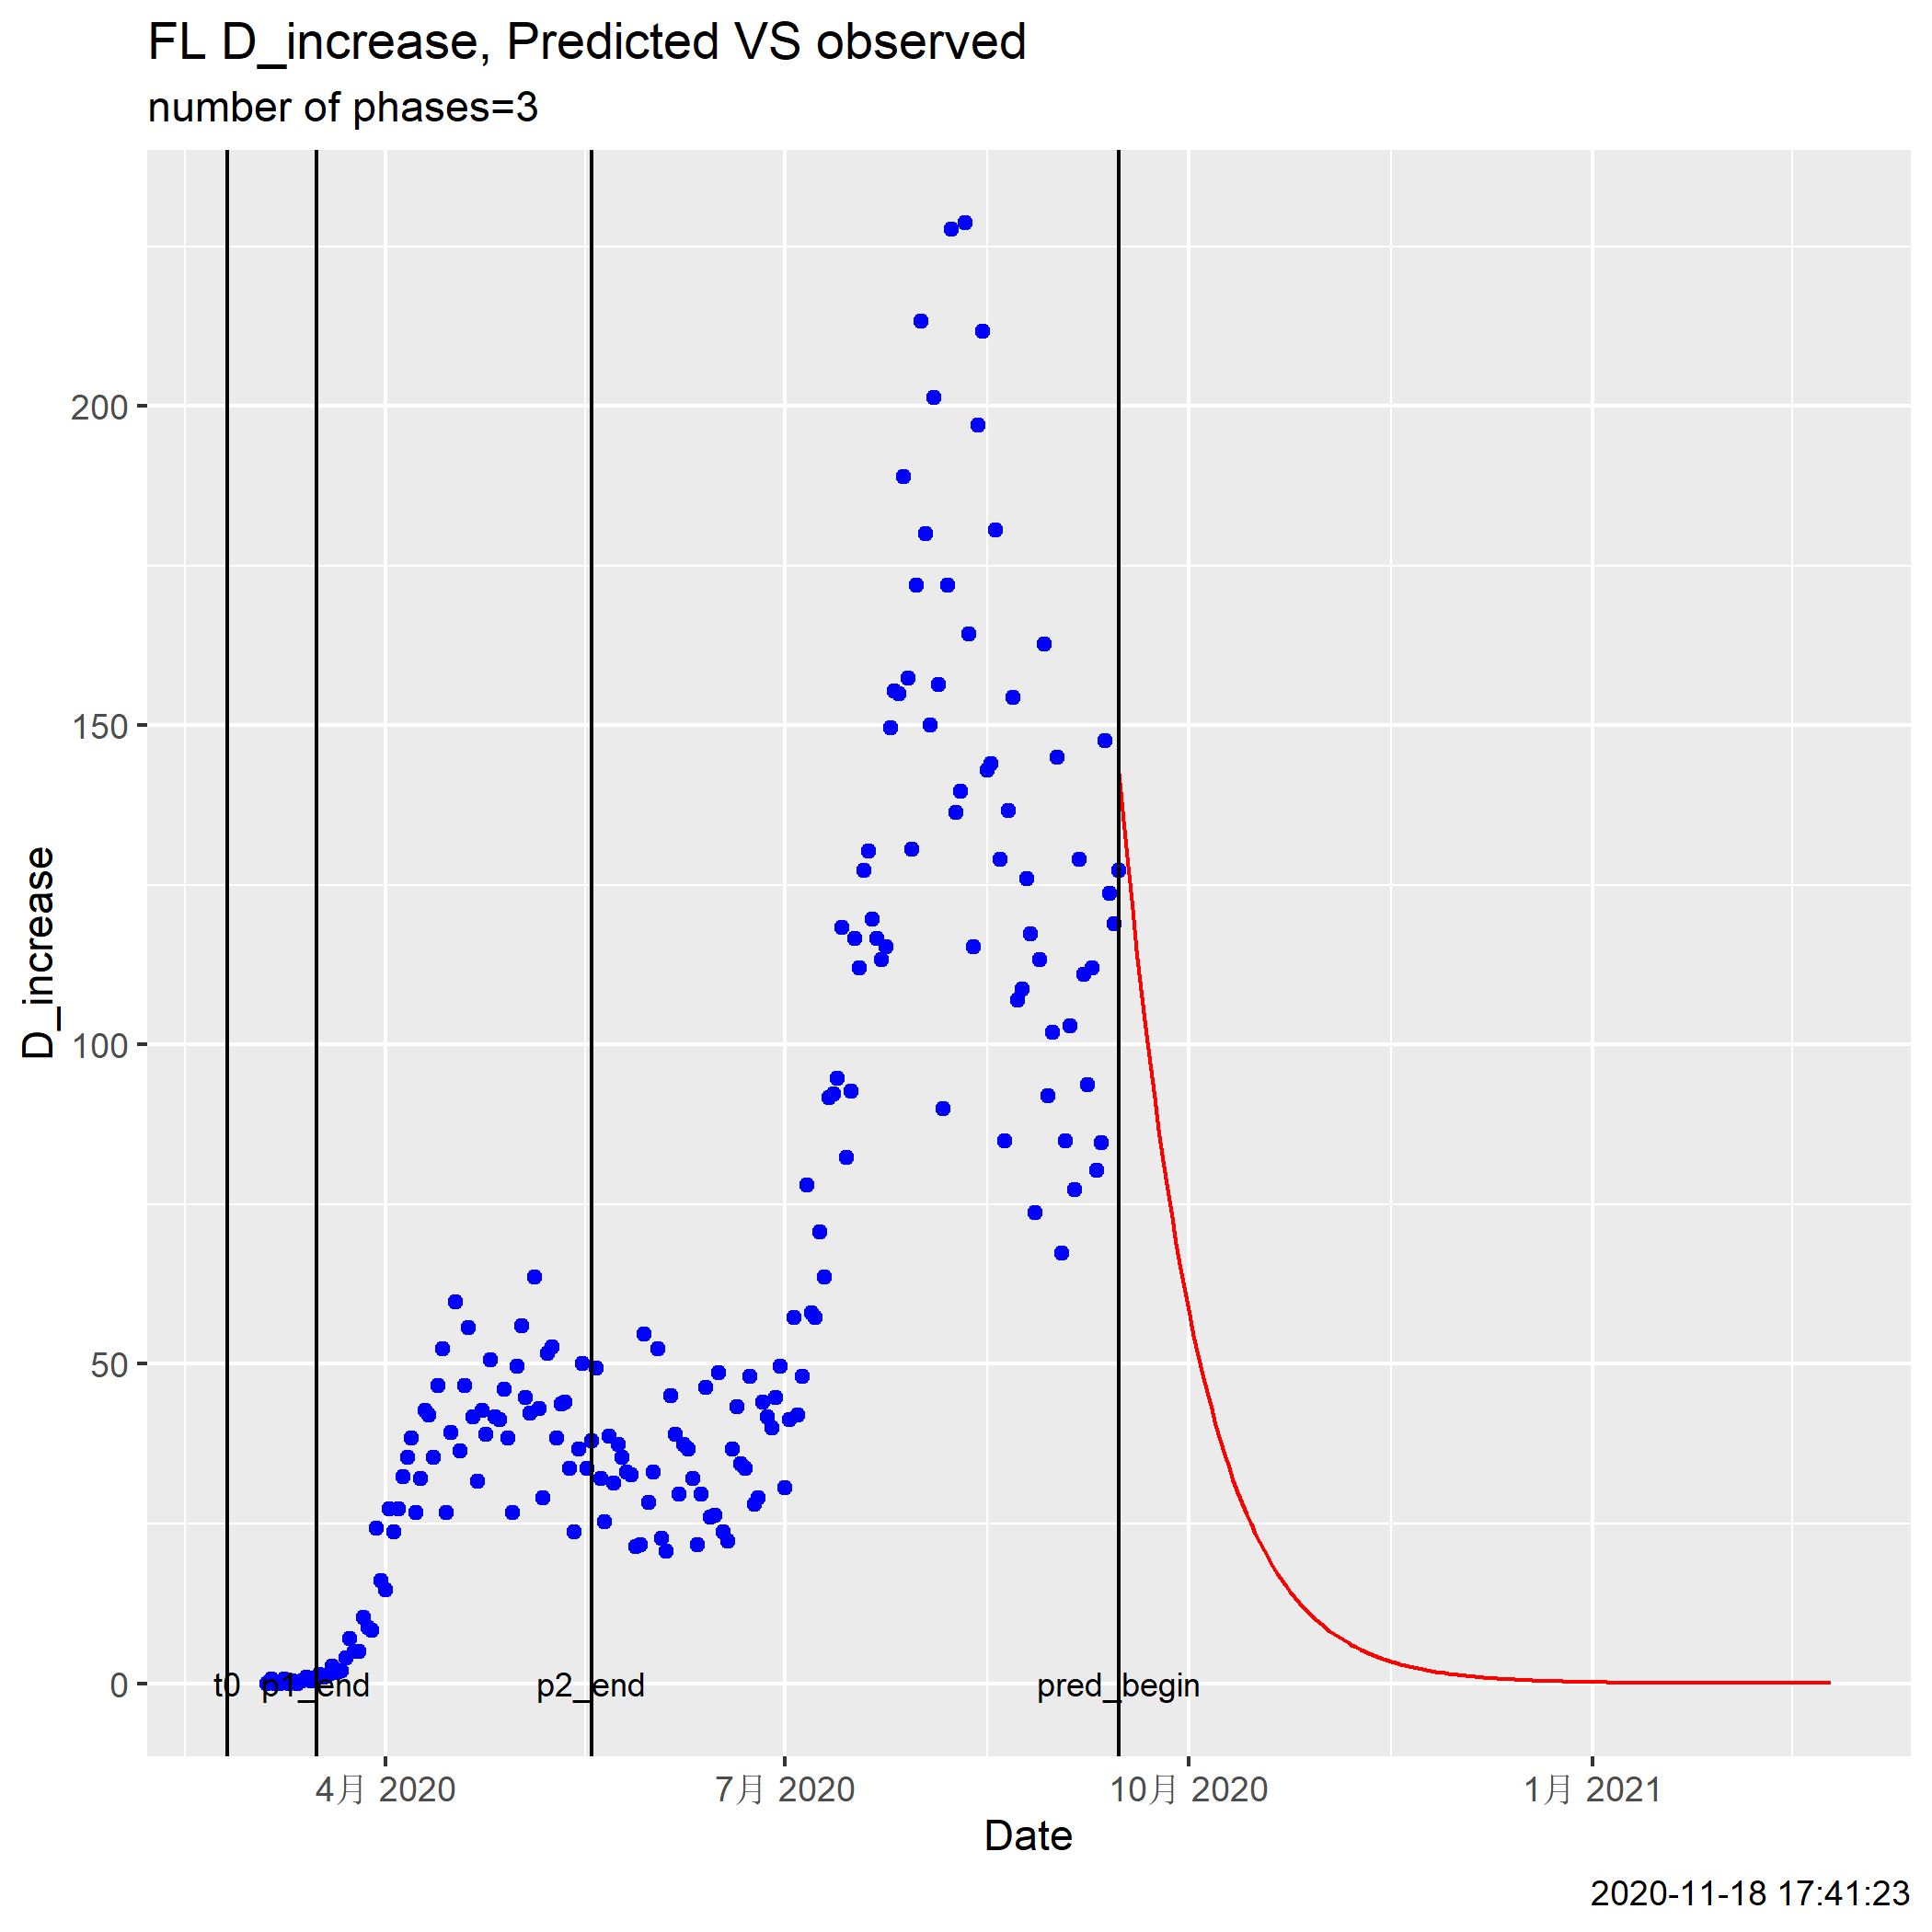 FL D_increase, Predicted VS observed
number of phases=3
200
150
100
50
0
D_increase
t0
p1_end
p2_end
pred_begin
4月 2020
7月 2020
10月 2020
1月 2021
Date
2020-11-18 17:41:23